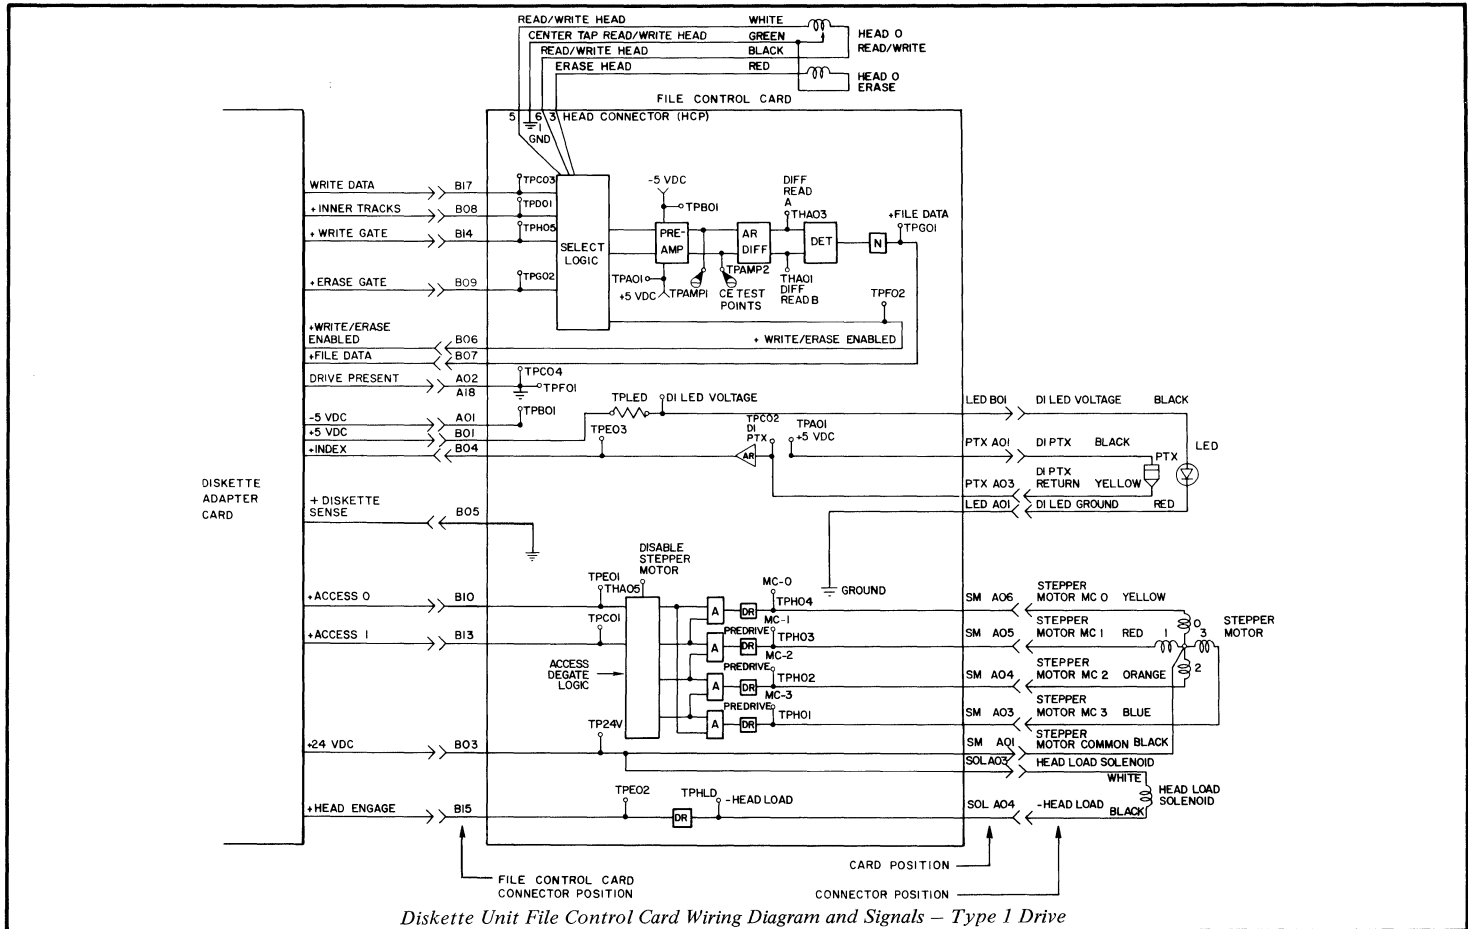 READ/WRITE HEAD WHITE
CENTER TAP READ/WRITE HEAD GREEN
READ/WRITE HEAD BLACK
ERASE HEAD RED
HEAD 0
READ/WRITE
HEAD 0
ERASE
FILE CONTROL CARD
5 6 3 HEAD CONNECTOR (HCP)
1
GND
WRITE DATA B17 TPC03
+INNER TRACKS B08 TPD01
+ WRITE GATE B14 TPH05
+ERASE GATE B09 TPG02
SELECT
LOGIC
-5 VDC
TPB01
PRE-
AMP
TPA01
+5 VDC
TPAMP1
TPAMP2
CE TEST
POINTS
AR
DIFF
DIFF
READ
A
THA03
THA01
DIFF
READ B
DET
N
+FILE DATA
TPG01
TPF02
+ WRITE/ERASE ENABLED
+WRITE/ERASE
ENABLED B06
+FILE DATA B07
DRIVE PRESENT A02
A18
TPC04
TPF01
-5 VDC A01 TPB01
+5 VDC B01
+INDEX B04
TPLED DI LED VOLTAGE
TPE03
TPC02
DI
PTX
TPA01
+5 VDC
AR
LED B01 DI LED VOLTAGE BLACK
PTX A01 DI PTX BLACK
PTX
LED
DI PTX
PTX A03 RETURN YELLOW
LED A01 DI LED GROUND RED
DISKETTE
ADAPTER
CARD
+ DISKETTE
SENSE B05
GROUND
DISABLE
STEPPER
MOTOR
+ACCESS 0 B10 TPE01
THA05
+ACCESS 1 B13 TPC01
ACCESS
DEGATE
LOGIC
A DR MC-0
TPH04
MC-1
PREDRIVE
A DR TPH03
MC-2
PREDRIVE
A DR TPH02
MC-3
PREDRIVE
A DR TPH01
STEPPER
SM A06 MOTOR MC 0 YELLOW
STEPPER
SM A05 MOTOR MC 1 RED
STEPPER
SM A04 MOTOR MC 2 ORANGE
STEPPER
SM A03 MOTOR MC 3 BLUE
0
1 3
2
STEPPER
MOTOR
+24 VDC B03 TP24V
STEPPER
SM A01 MOTOR COMMON BLACK
SOL A03 HEAD LOAD SOLENOID
WHITE
HEAD LOAD
SOLENOID
+HEAD ENGAGE B15 TPE02 DR TPHLD -HEAD LOAD
SOL A04 -HEAD LOAD
BLACK
CARD POSITION
FILE CONTROL CARD
CONNECTOR POSITION
CONNECTOR POSITION
Diskette Unit File Control Card Wiring Diagram and Signals – Type 1 Drive